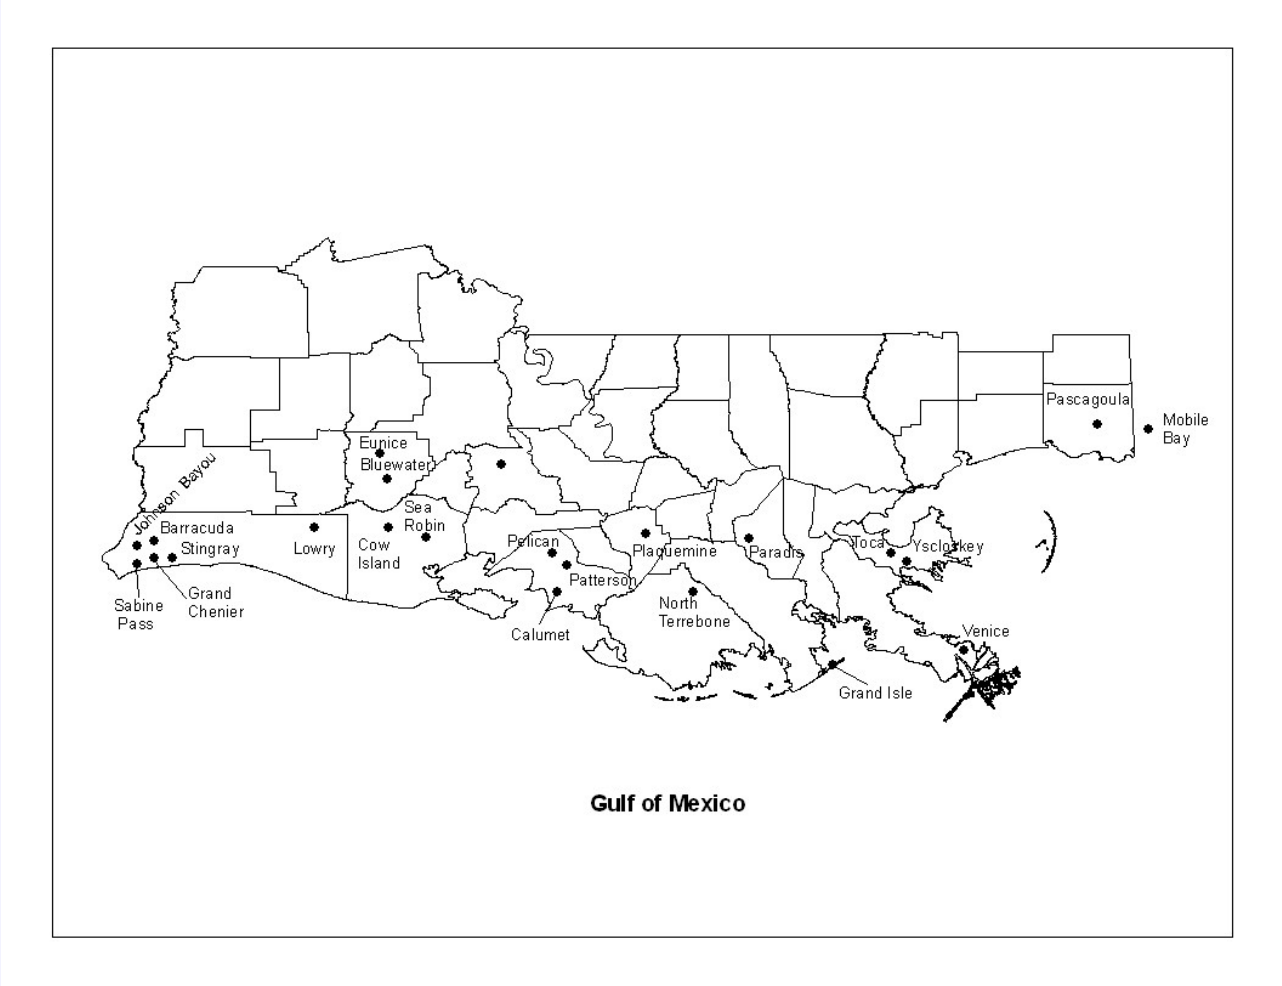 Pascagoula
Mobile
Bay
Eunice
Bluewater
Johnson Bayou
Sea
Robin
Barracuda
Stingray
Lowry
Cow
Island
Pelican
Plaquemine
Paradis
Toca
Yscloskey
Patterson
Grand
Chenier
Sabine
Pass
North
Terrebone
Calumet
Venice
Grand Isle
Gulf of Mexico